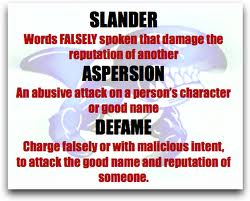 SLANDER
Words FALSELY spoken that damage the
reputation of another
ASPERSION
An abusive attack on a person's character
or good name
DEFAME
Charge falsely or with malicious intent,
to attack the good name and reputation of
someone.